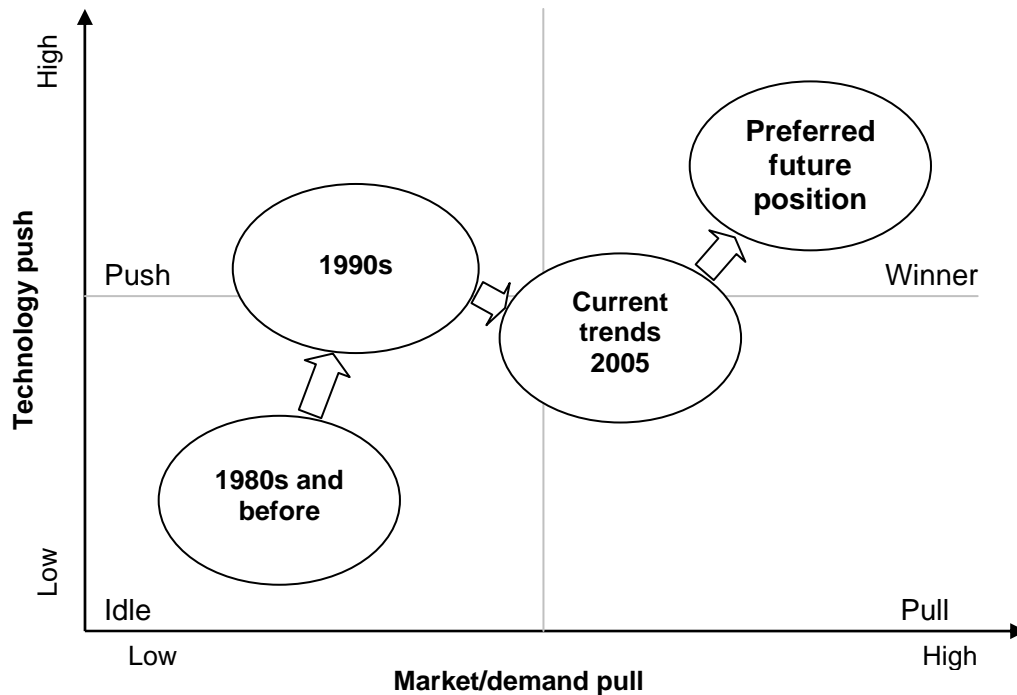 High
Preferred
future
position
Technology push
1990s
Push
Winner
Current
trends
2005
1980s and
before
Low
Idle
Pull
Low
High
Market/demand pull